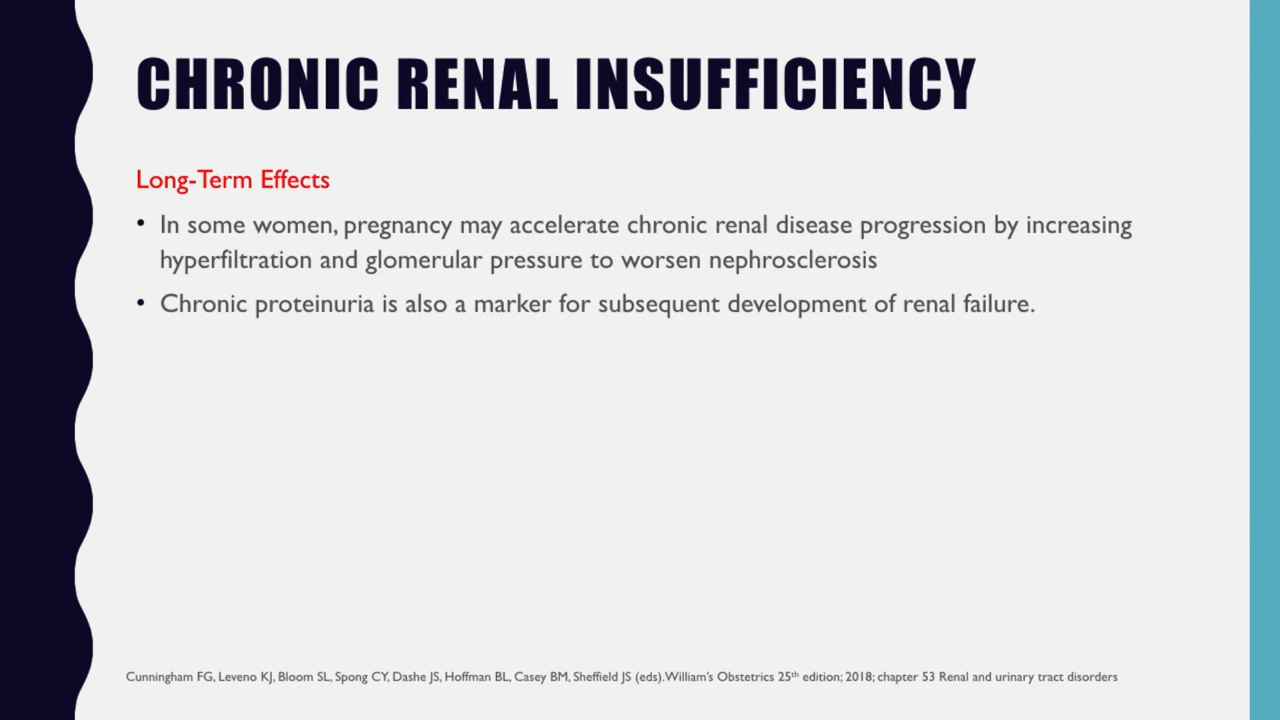 CHRONIC RENAL INSUFFICIENCY
Long-Term Effects
• In some women, pregnancy may accelerate chronic renal disease progression by increasing
hyperfiltration and glomerular pressure to worsen nephrosclerosis
• Chronic proteinuria is also a marker for subsequent development of renal failure.
Cunningham FG, Leveno KJ, Bloom SL, Spong CY, Dashe JS, Hoffman BL, Casey BM, Sheffield JS (eds).William's Obstetrics 25th edition; 2018; chapter 53 Renal and urinary tract disorders